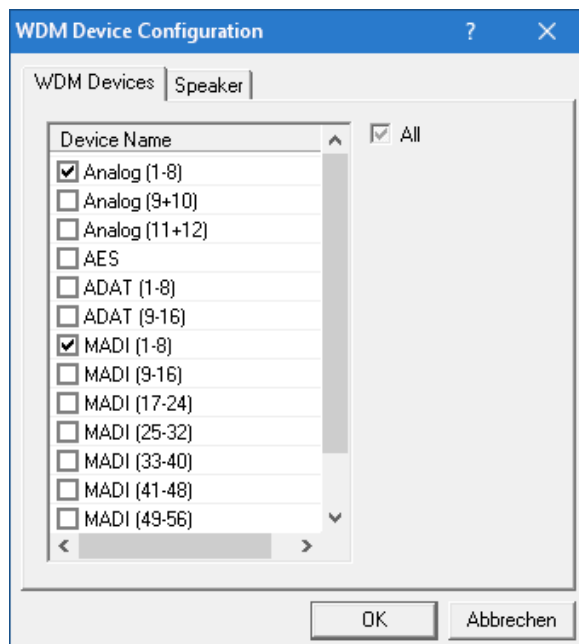 WDM Device Configuration ?
WDM Devices Speaker
Device Name
All
Analog (1-8)
Analog (9+10)
Analog (11+12)
AES
ADAT (1-8)
ADAT (9-16)
MADI (1-8)
MADI (9-16)
MADI (17-24)
MADI (25-32)
MADI (33-40)
MADI (41-48)
MADI (49-56)
OK Abbrechen